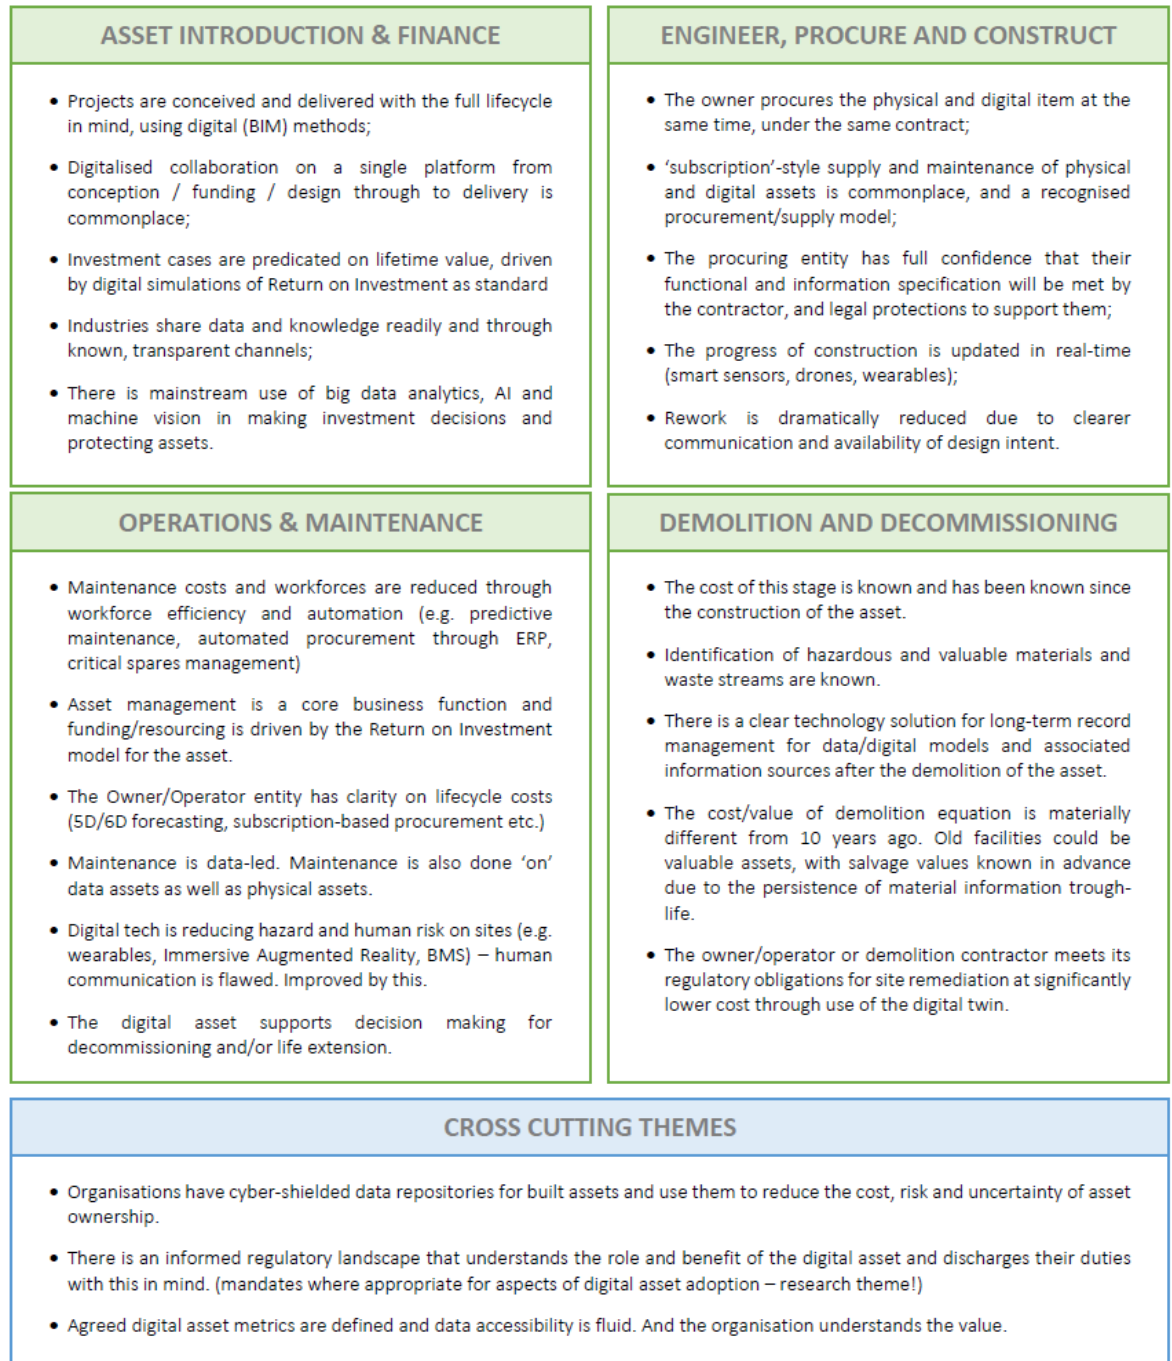 ASSET INTRODUCTION & FINANCE
• Projects are conceived and delivered with the full lifecycle
in mind, using digital (BIM) methods;
• Digitalised collaboration on a single platform from
conception / funding / design through to delivery is
commonplace;
• Investment cases are predicated on lifetime value, driven
by digital simulations of Return on Investment as standard
• Industries share data and knowledge readily and through
known, transparent channels;
• There is mainstream use of big data analytics, AI and
machine vision in making investment decisions and
protecting assets.
ENGINEER, PROCURE AND CONSTRUCT
• The owner procures the physical and digital item at the
same time, under the same contract;
• ‘subscription’-style supply and maintenance of physical
and digital assets is commonplace, and a recognised
procurement/supply model;
• The procuring entity has full confidence that their
functional and information specification will be met by
the contractor, and legal protections to support them;
• The progress of construction is updated in real-time
(smart sensors, drones, wearables);
• Rework is dramatically reduced due to clearer
communication and availability of design intent.
OPERATIONS & MAINTENANCE
• Maintenance costs and workforces are reduced through
workforce efficiency and automation (e.g. predictive
maintenance, automated procurement through ERP,
critical spares management)
• Asset management is a core business function and
funding/resourcing is driven by the Return on Investment
model for the asset.
• The Owner/Operator entity has clarity on lifecycle costs
(5D/6D forecasting, subscription-based procurement etc.)
• Maintenance is data-led. Maintenance is also done ‘on’
data assets as well as physical assets.
• Digital tech is reducing hazard and human risk on sites (e.g.
wearables, Immersive Augmented Reality, BMS) – human
communication is flawed. Improved by this.
• The digital asset supports decision making for
decommissioning and/or life extension.
DEMOLITION AND DECOMMISSIONING
• The cost of this stage is known and has been known since
the construction of the asset.
• Identification of hazardous and valuable materials and
waste streams are known.
• There is a clear technology solution for long-term record
management for data/digital models and associated
information sources after the demolition of the asset.
• The cost/value of demolition equation is materially
different from 10 years ago. Old facilities could be
valuable assets, with salvage values known in advance
due to the persistence of material information trough-
life.
• The owner/operator or demolition contractor meets its
regulatory obligations for site remediation at significantly
lower cost through use of the digital twin.
CROSS CUTTING THEMES
• Organisations have cyber-shielded data repositories for built assets and use them to reduce the cost, risk and uncertainty of asset
ownership.
• There is an informed regulatory landscape that understands the role and benefit of the digital asset and discharges their duties
with this in mind. (mandates where appropriate for aspects of digital asset adoption – research theme!)
• Agreed digital asset metrics are defined and data accessibility is fluid. And the organisation understands the value.